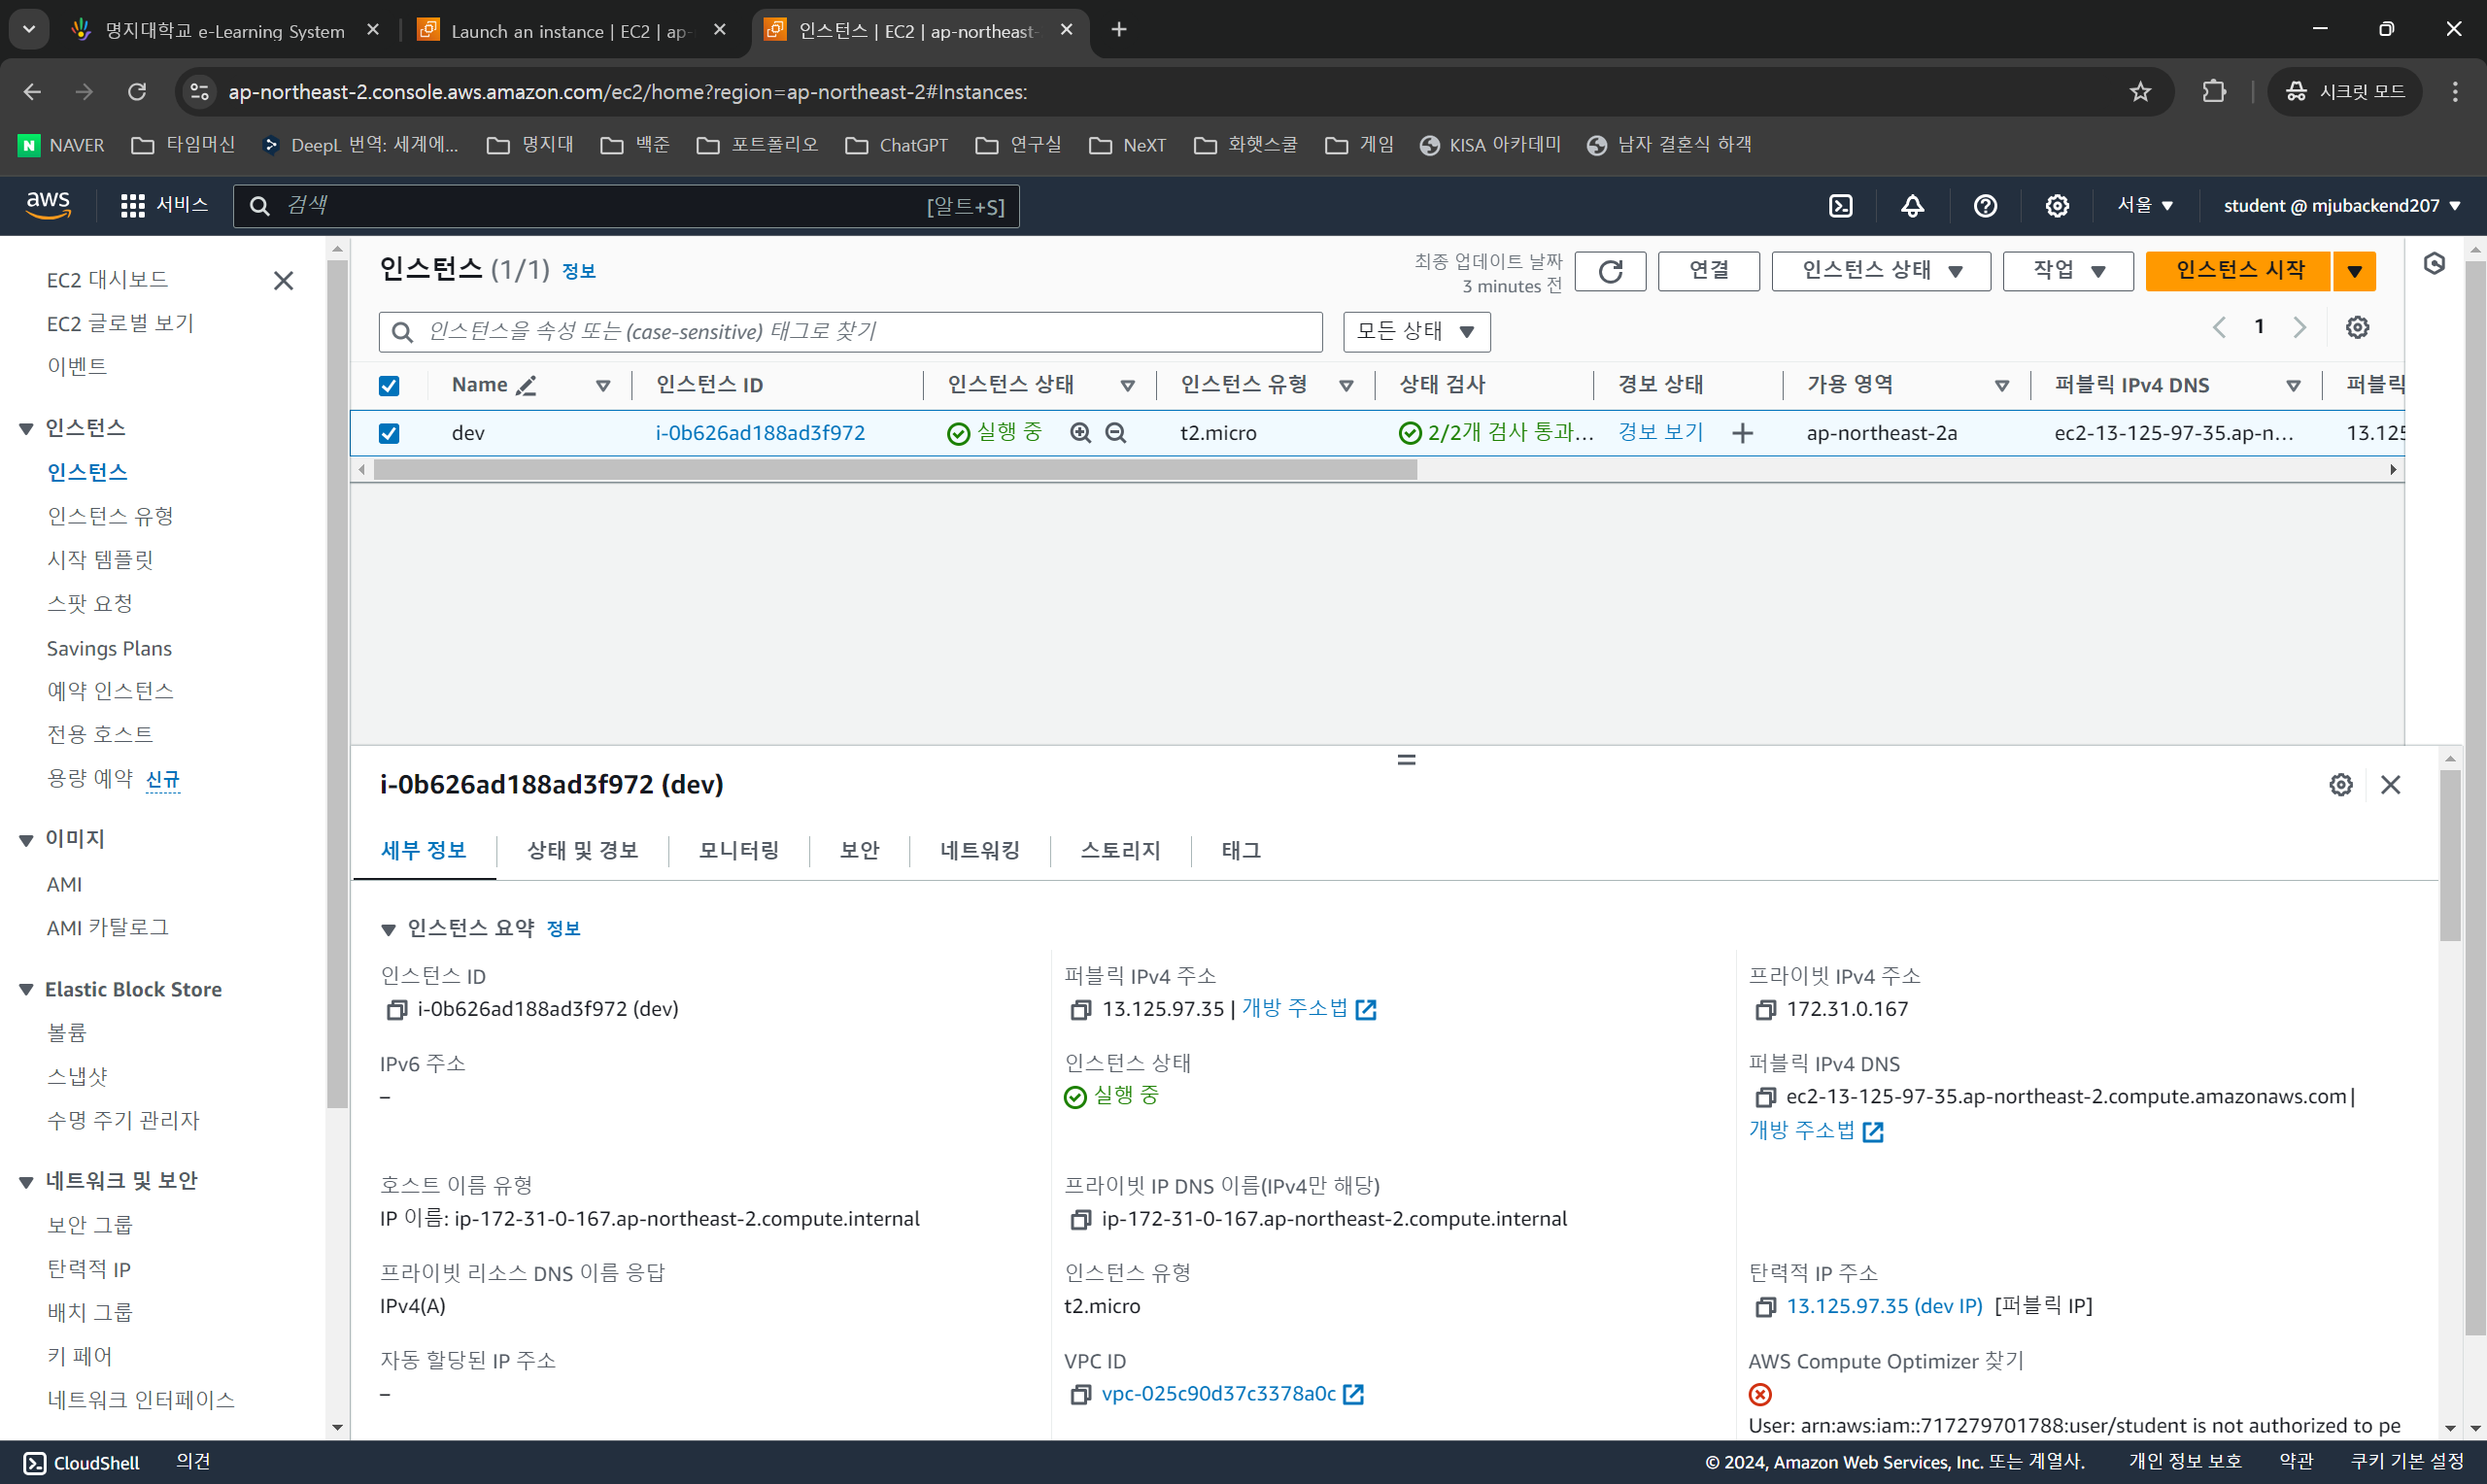 명지대학교 e-Learning System
Launch an instance | EC2 | ap-
인스턴스 | EC2 | ap-northeast-
ap-northeast-2.console.aws.amazon.com/ec2/home?region=ap-northeast-2#Instances:
시크릿 모드
N NAVER
타임머신
DeepL 번역: 세계에...
명지대
백준
포트폴리오
ChatGPT
연구실
NeXT
화햇스쿨
게임
KISA 아카데미
남자 결혼식 하객
aws
서비스
검색
[알트+S]
서울
student @ mjubackend207
EC2 대시보드
EC2 글로벌 보기
이벤트
인스턴스
인스턴스
인스턴스 유형
시작 템플릿
스팟 요청
Savings Plans
예약 인스턴스
전용 호스트
용량 예약 신규
이미지
AMI
AMI 카탈로그
Elastic Block Store
볼륨
스냅샷
수명 주기 관리자
네트워크 및 보안
보안 그룹
탄력적 IP
배치 그룹
키 페어
네트워크 인터페이스
인스턴스 (1/1) 정보
최종 업데이트 날짜
3 minutes 전
연결
인스턴스 상태
작업
인스턴스 시작
인스턴스을 속성 또는 (case-sensitive) 태그로 찾기
모든 상태
1
Name 인스턴스 ID 인스턴스 상태 인스턴스 유형 상태 검사 경보 상태 가용 영역 퍼블릭 IPv4 DNS 퍼블릭
dev i-0b626ad188ad3f972 실행 중 t2.micro 2/2개 검사 통과... 경보 보기 ap-northeast-2a ec2-13-125-97-35.ap-n... 13.125
i-0b626ad188ad3f972 (dev)
세부 정보 상태 및 경보 모니터링 보안 네트워킹 스토리지 태그
인스턴스 요약 정보
인스턴스 ID
i-0b626ad188ad3f972 (dev)
퍼블릭 IPv4 주소
13.125.97.35 | 개방 주소법
프라이빗 IPv4 주소
172.31.0.167
IPv6 주소
–
인스턴스 상태
실행 중
퍼블릭 IPv4 DNS
ec2-13-125-97-35.ap-northeast-2.compute.amazonaws.com |
개방 주소법
호스트 이름 유형
IP 이름: ip-172-31-0-167.ap-northeast-2.compute.internal
프라이빗 IP DNS 이름(IPv4만 해당)
ip-172-31-0-167.ap-northeast-2.compute.internal
프라이빗 리소스 DNS 이름 응답
IPv4(A)
인스턴스 유형
t2.micro
탄력적 IP 주소
13.125.97.35 (dev IP) [퍼블릭 IP]
자동 할당된 IP 주소
–
VPC ID
vpc-025c90d37c3378a0c
AWS Compute Optimizer 찾기
User: arn:aws:iam::717279701788:user/student is not authorized to pe
CloudShell
의견
© 2024, Amazon Web Services, Inc. 또는 계열사.
개인 정보 보호
약관
쿠키 기본 설정